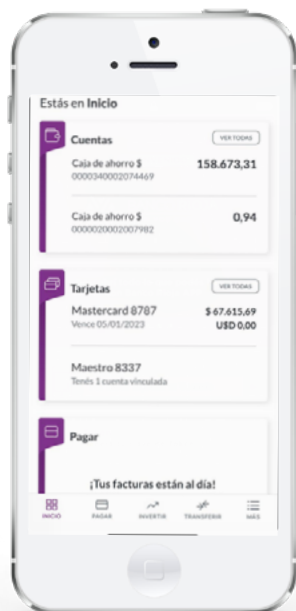 Estás en Inicio
Cuentas
VER TODAS
Caja de ahorro $
158.673,31
0000340002074469
Caja de ahorro $
0,94
0000020002007982
Tarjetas
VER TODAS
Mastercard 8787
$ 67.615,69
Vence 05/01/2023
U$D 0,00
Maestro 8337
Tenés 1 cuenta vinculada
Pagar
¡Tus facturas están al día!
INICIO
PAGAR
INVERTIR
TRANSFERIR
MÁS